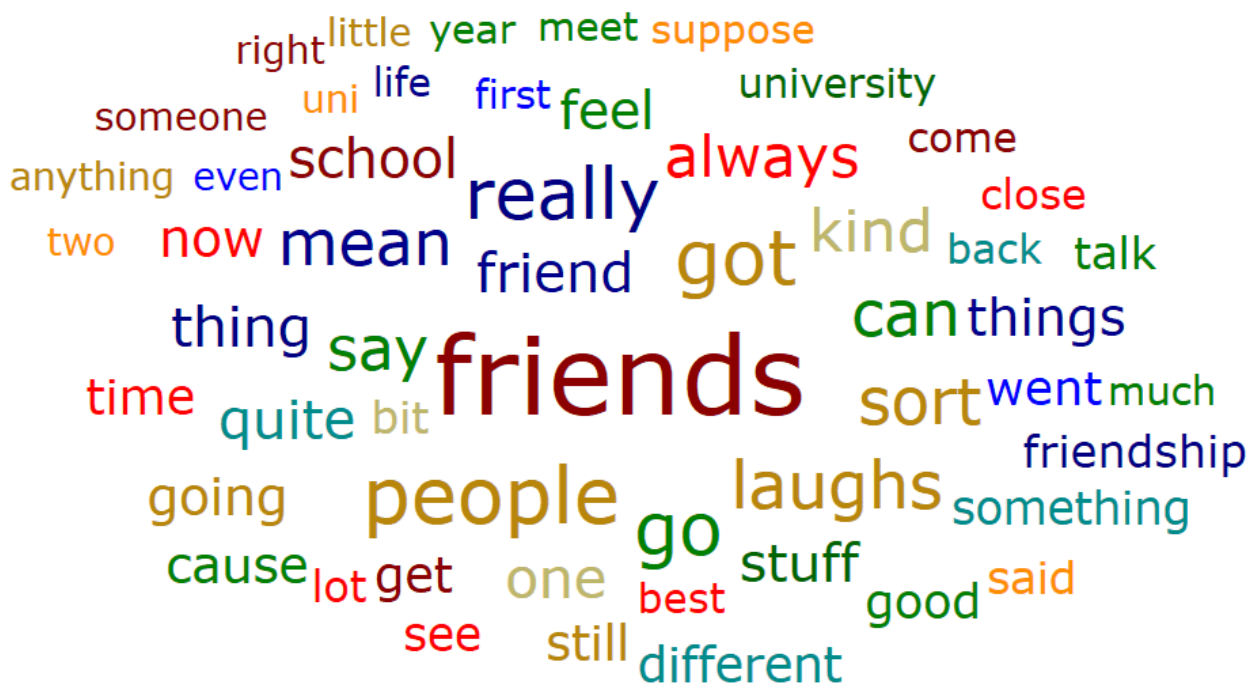 right little year meet suppose
uni life first feel university
someone school really always come
anything even close
two now mean friend got kind back talk
thing say friends can things
time quite bit sort went much
friendship
going people go laughs something
cause lot get one best stuff good said
see still different